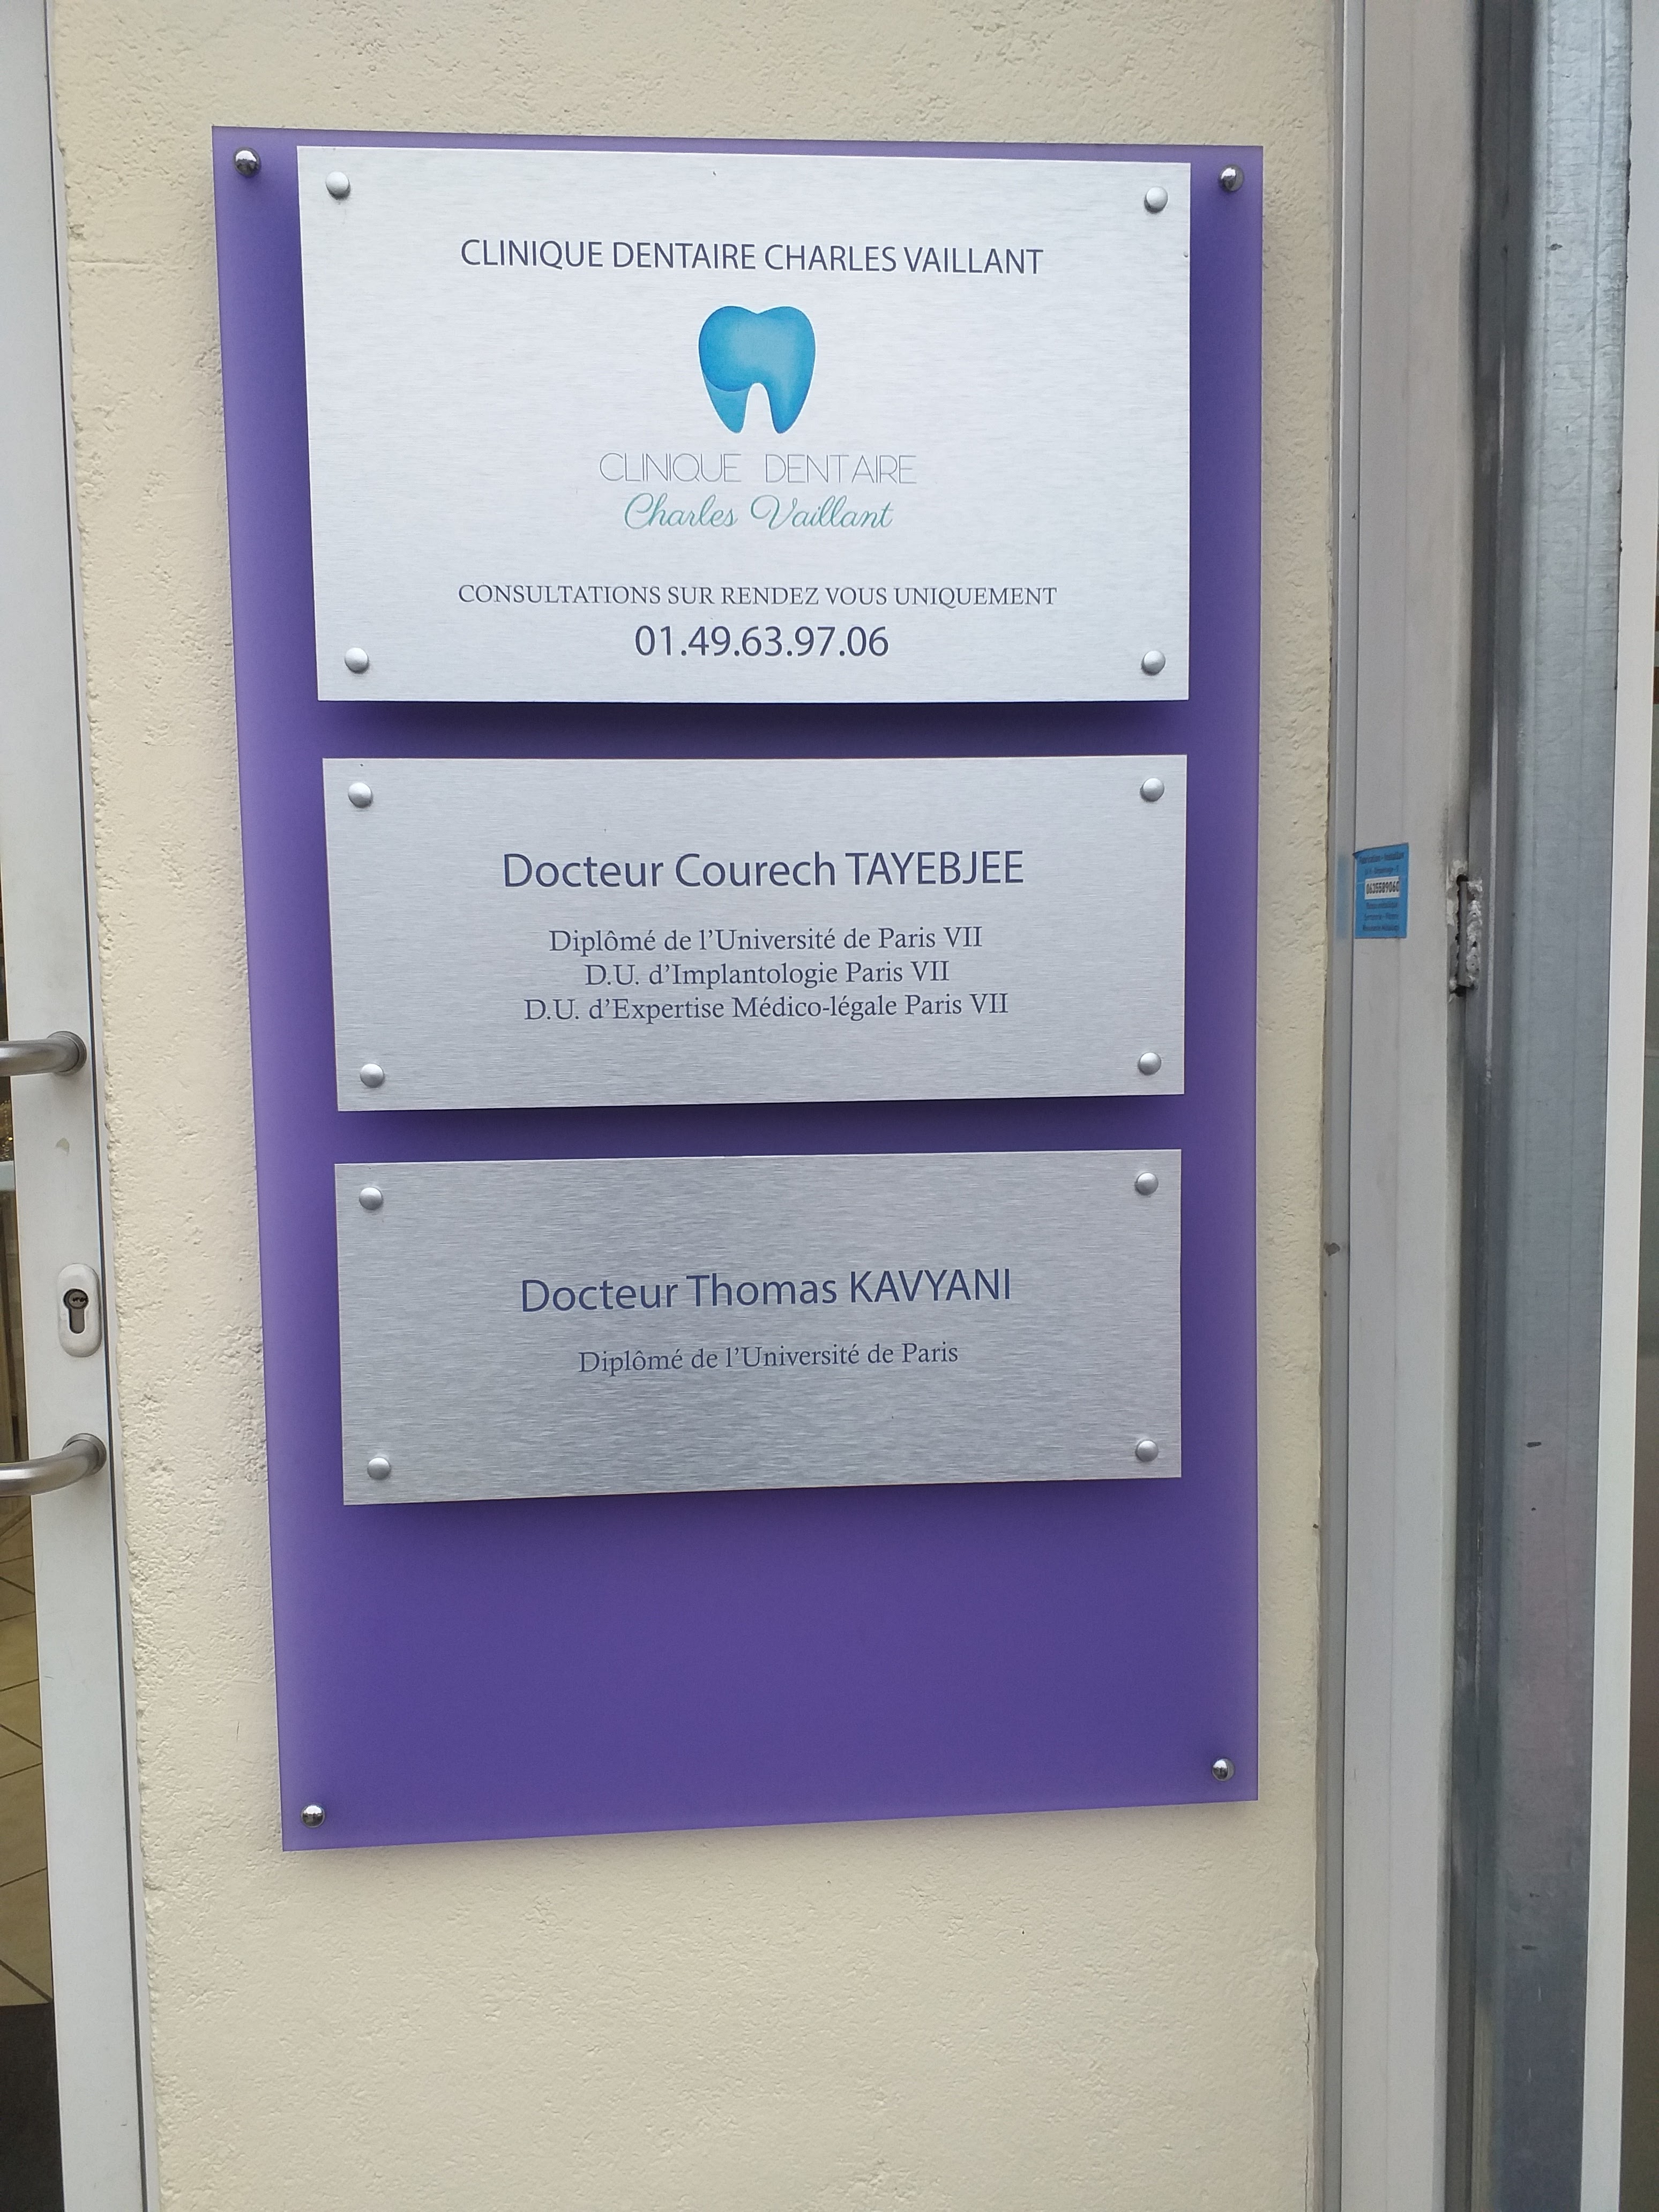 CLINIQUE DENTAIRE CHARLES VAILLANT
CLINIQUE DENTAIRE
Charles Vaillant
CONSULTATIONS SUR RENDEZ VOUS UNIQUEMENT
01.49.63.97.06
Docteur Courech TAYEBJEE
Diplômé de l'Université de Paris VII
D.U. d'Implantologie Paris VII
D.U. d'Expertise Médico-légale Paris VII
Docteur Thomas KAVYANI
Diplômé de l'Université de Paris